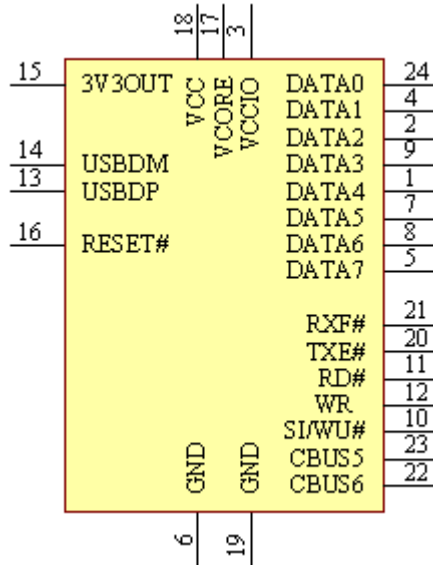 18 17 3
15 3V3OUT VCC VCORE VCCIO DATA0 24
DATA1 4
DATA2 2
14 USBDM DATA3 9
13 USBDP DATA4 1
DATA5 7
16 RESET# DATA6 8
DATA7 5
RXF# 21
TXE# 20
RD# 11
WR 12
SI/WU# 10
GND GND CBUS5 23
CBUS6 22
6 19